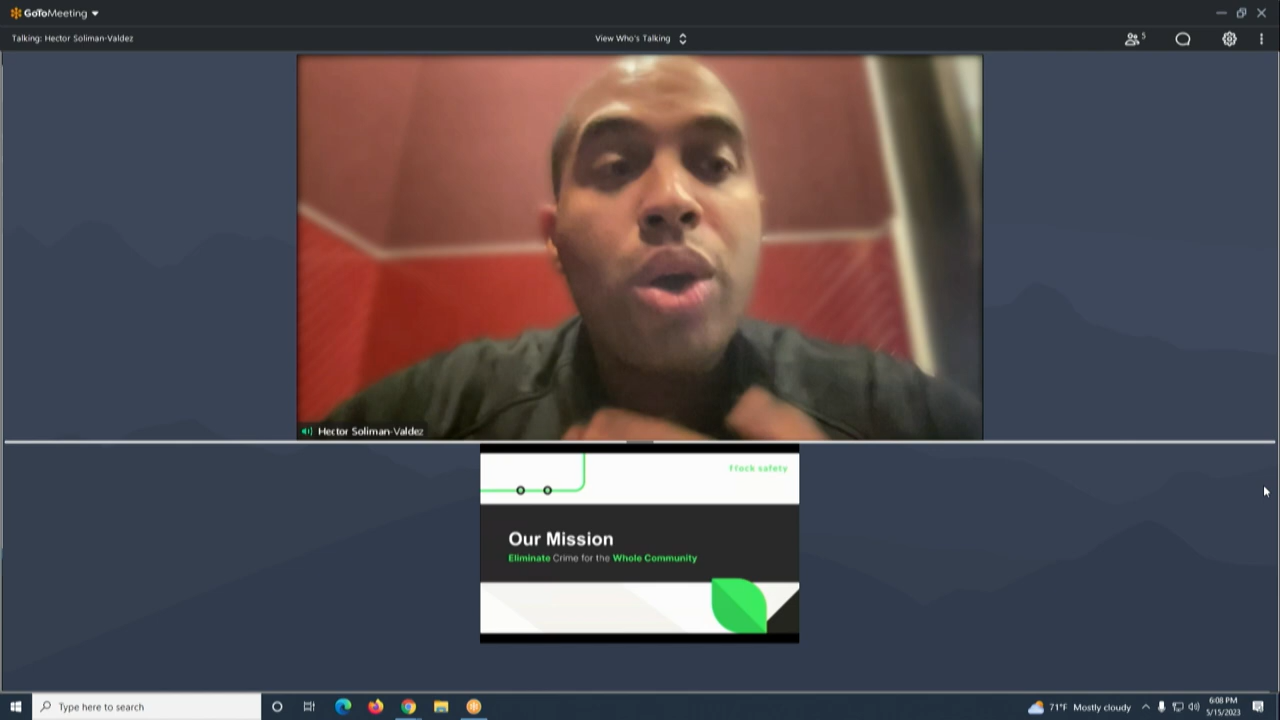 GoToMeeting
Talking: Hector Soliman-Valdez
View Who's Talking
5
Hector Soliman-Valdez
flock safety
Our Mission
Eliminate Crime for the Whole Community
Type here to search
71°F Mostly cloudy
6:08 PM
5/15/2023